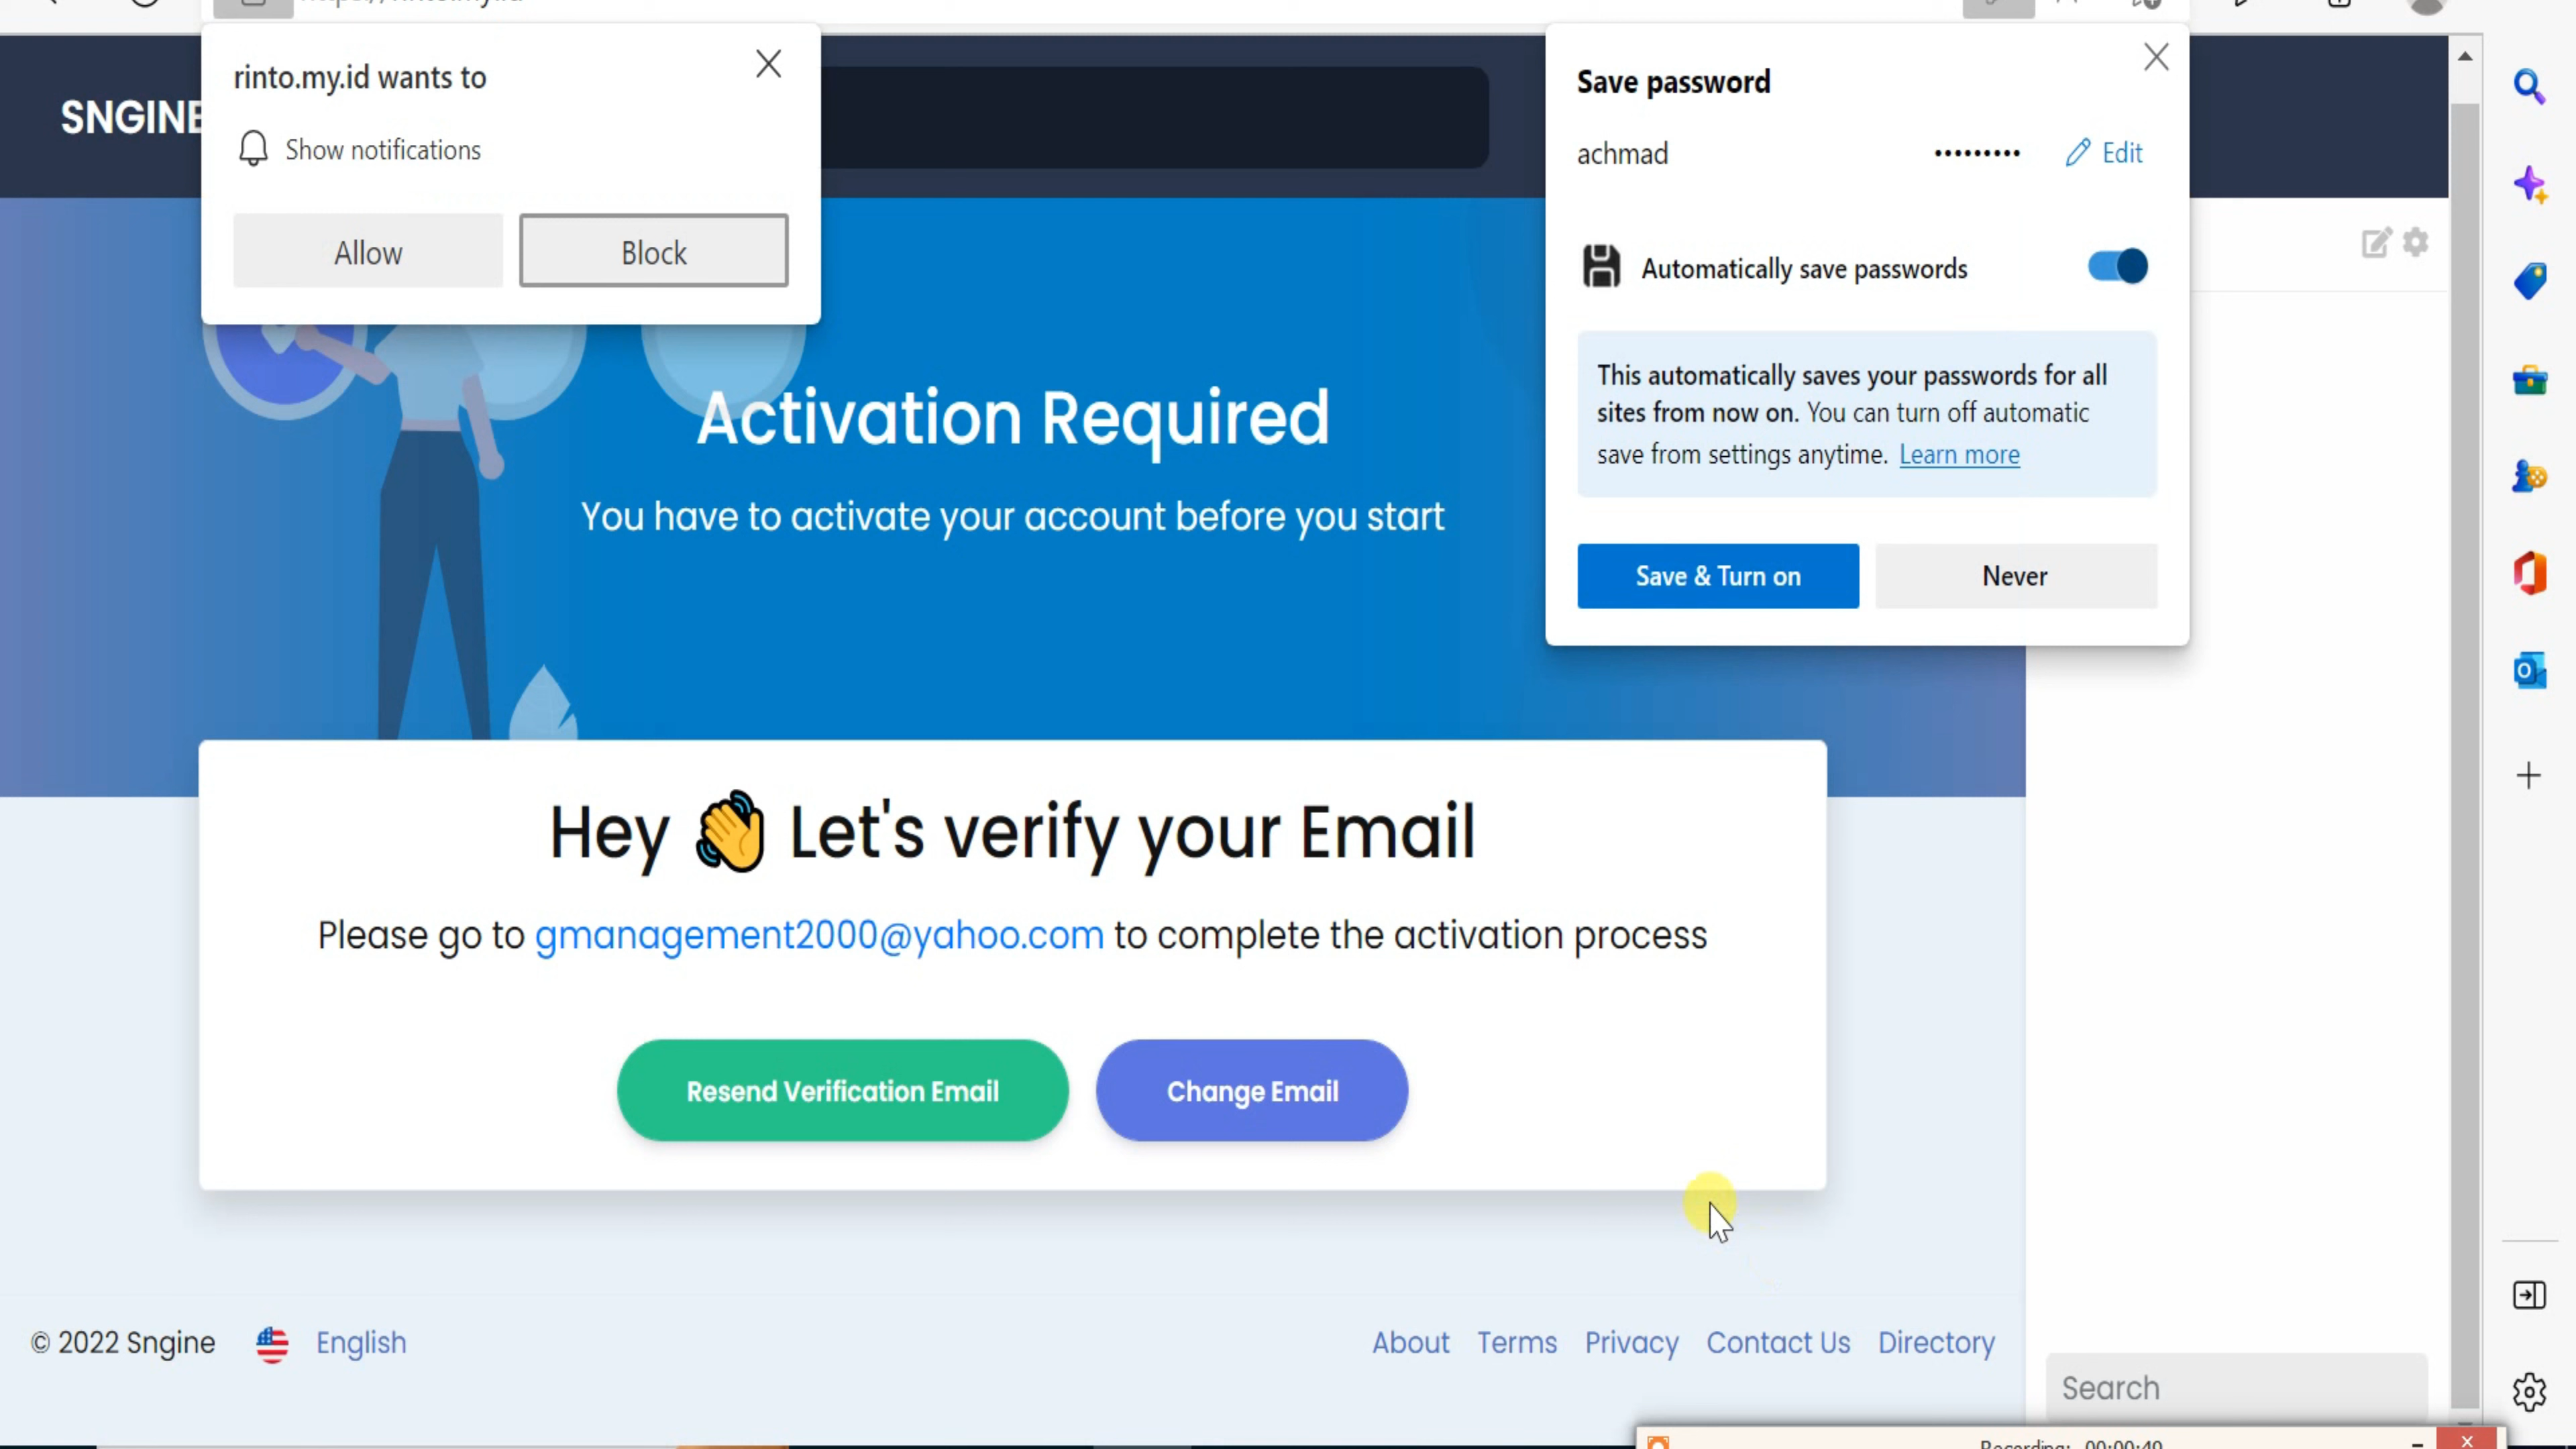 rinto.my.id wants to
Show notifications
Allow
Block
SNGINE
Save password
achmad
•••••••••
Edit
Automatically save passwords
This automatically saves your passwords for all
sites from now on. You can turn off automatic
save from settings anytime. Learn more
Save & Turn on
Never
Activation Required
You have to activate your account before you start
Hey 👋 Let's verify your Email
Please go to gmanagement2000@yahoo.com to complete the activation process
Resend Verification Email
Change Email
© 2022 Sngine
English
About
Terms
Privacy
Contact Us
Directory
Search
Recording: 00:00:49